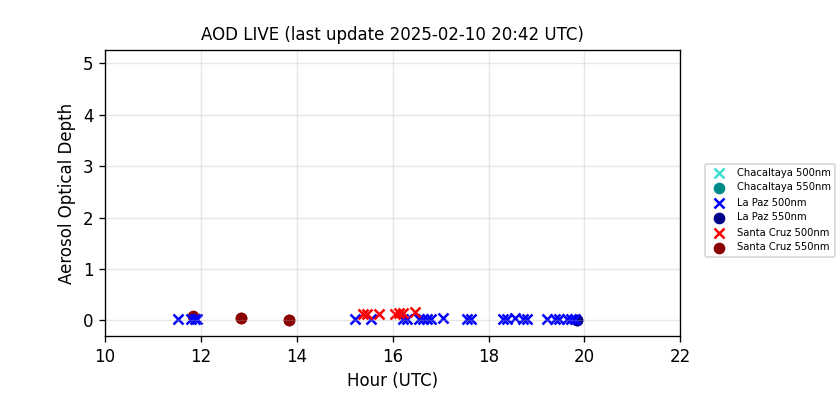 AOD LIVE (last update 2025-02-10 20:42 UTC)
5
4
3
2
1
0
Aerosol Optical Depth
10 12 14 16 18 20 22
Hour (UTC)
Chacaltaya 500nm
Chacaltaya 550nm
La Paz 500nm
La Paz 550nm
Santa Cruz 500nm
Santa Cruz 550nm